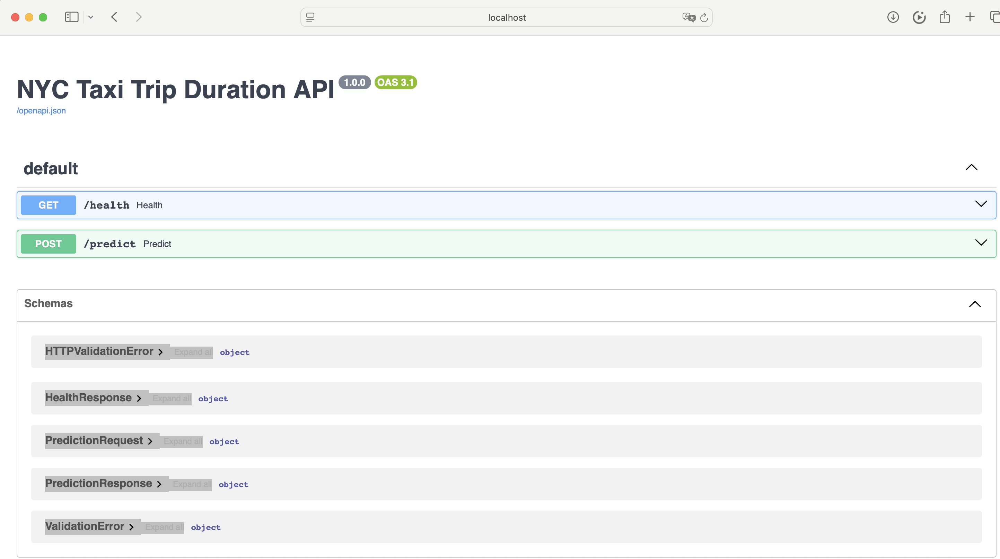 localhost
NYC Taxi Trip Duration API 1.0.0 OAS 3.1
/openapi.json
default
GET /health Health
POST /predict Predict
Schemas
HTTPValidationError Expand all object
HealthResponse Expand all object
PredictionRequest Expand all object
PredictionResponse Expand all object
ValidationError Expand all object